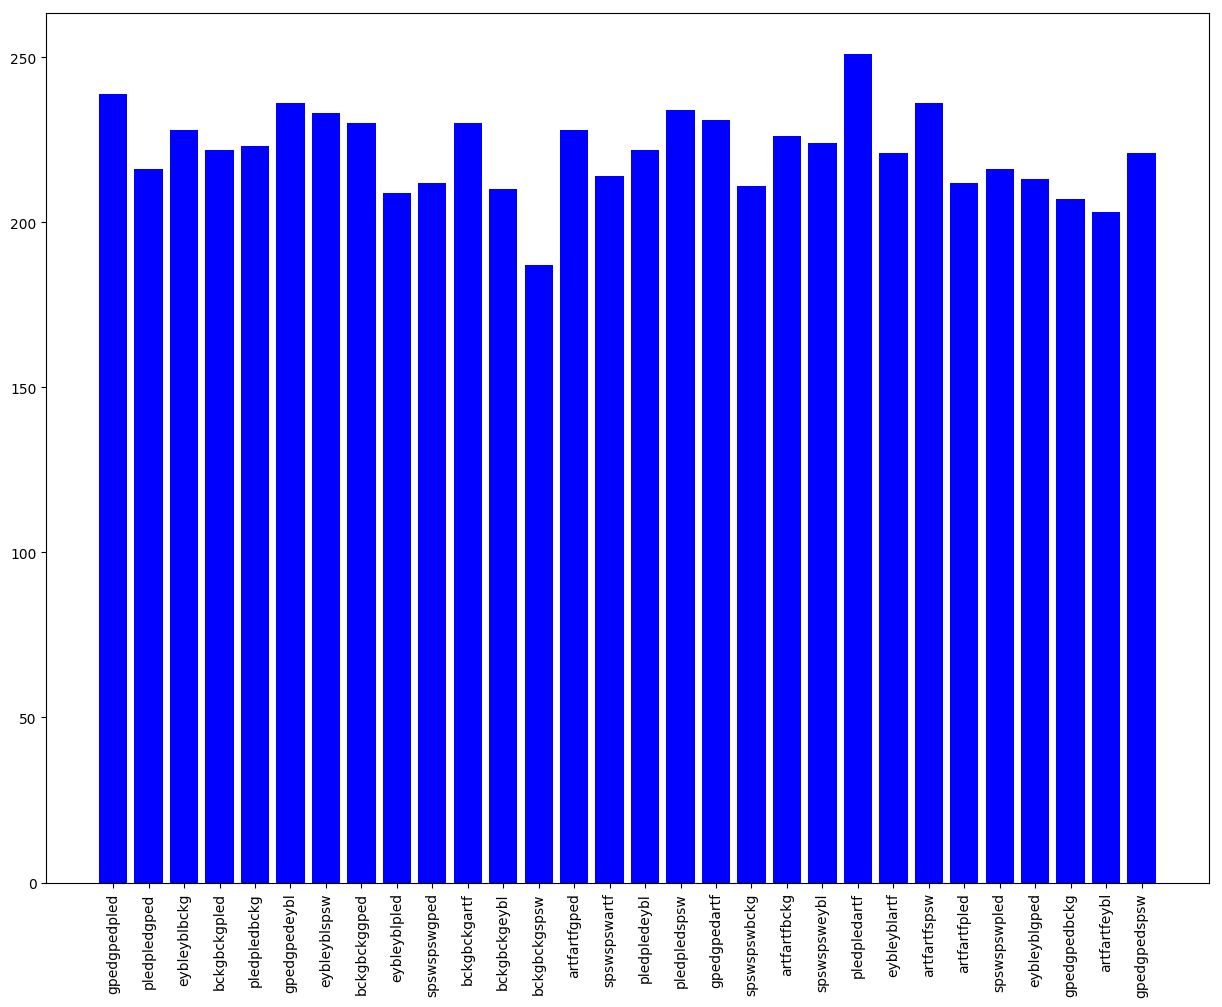 250
200
150
100
50
0
gpedgpedpled
pledpledgped
eybleyblbckg
bckgbckgpled
pledpledbckg
gpedgpedeybl
eybleyblspsw
bckgbckggped
eybleyblpled
spswspswgped
bckgbckgartf
bckgbckgeybl
bckgbckgspsw
artfartfgped
spswspswartf
pledpledeybl
pledpledspsw
gpedgpedartf
spswspswbckg
artfartfbckg
spswspsweybl
pledpledartf
eybleyblartf
artfartfspsw
artfartfpled
spswspswpled
eybleyblgped
gpedgpedbckg
artfartfeybl
gpedgpedspsw